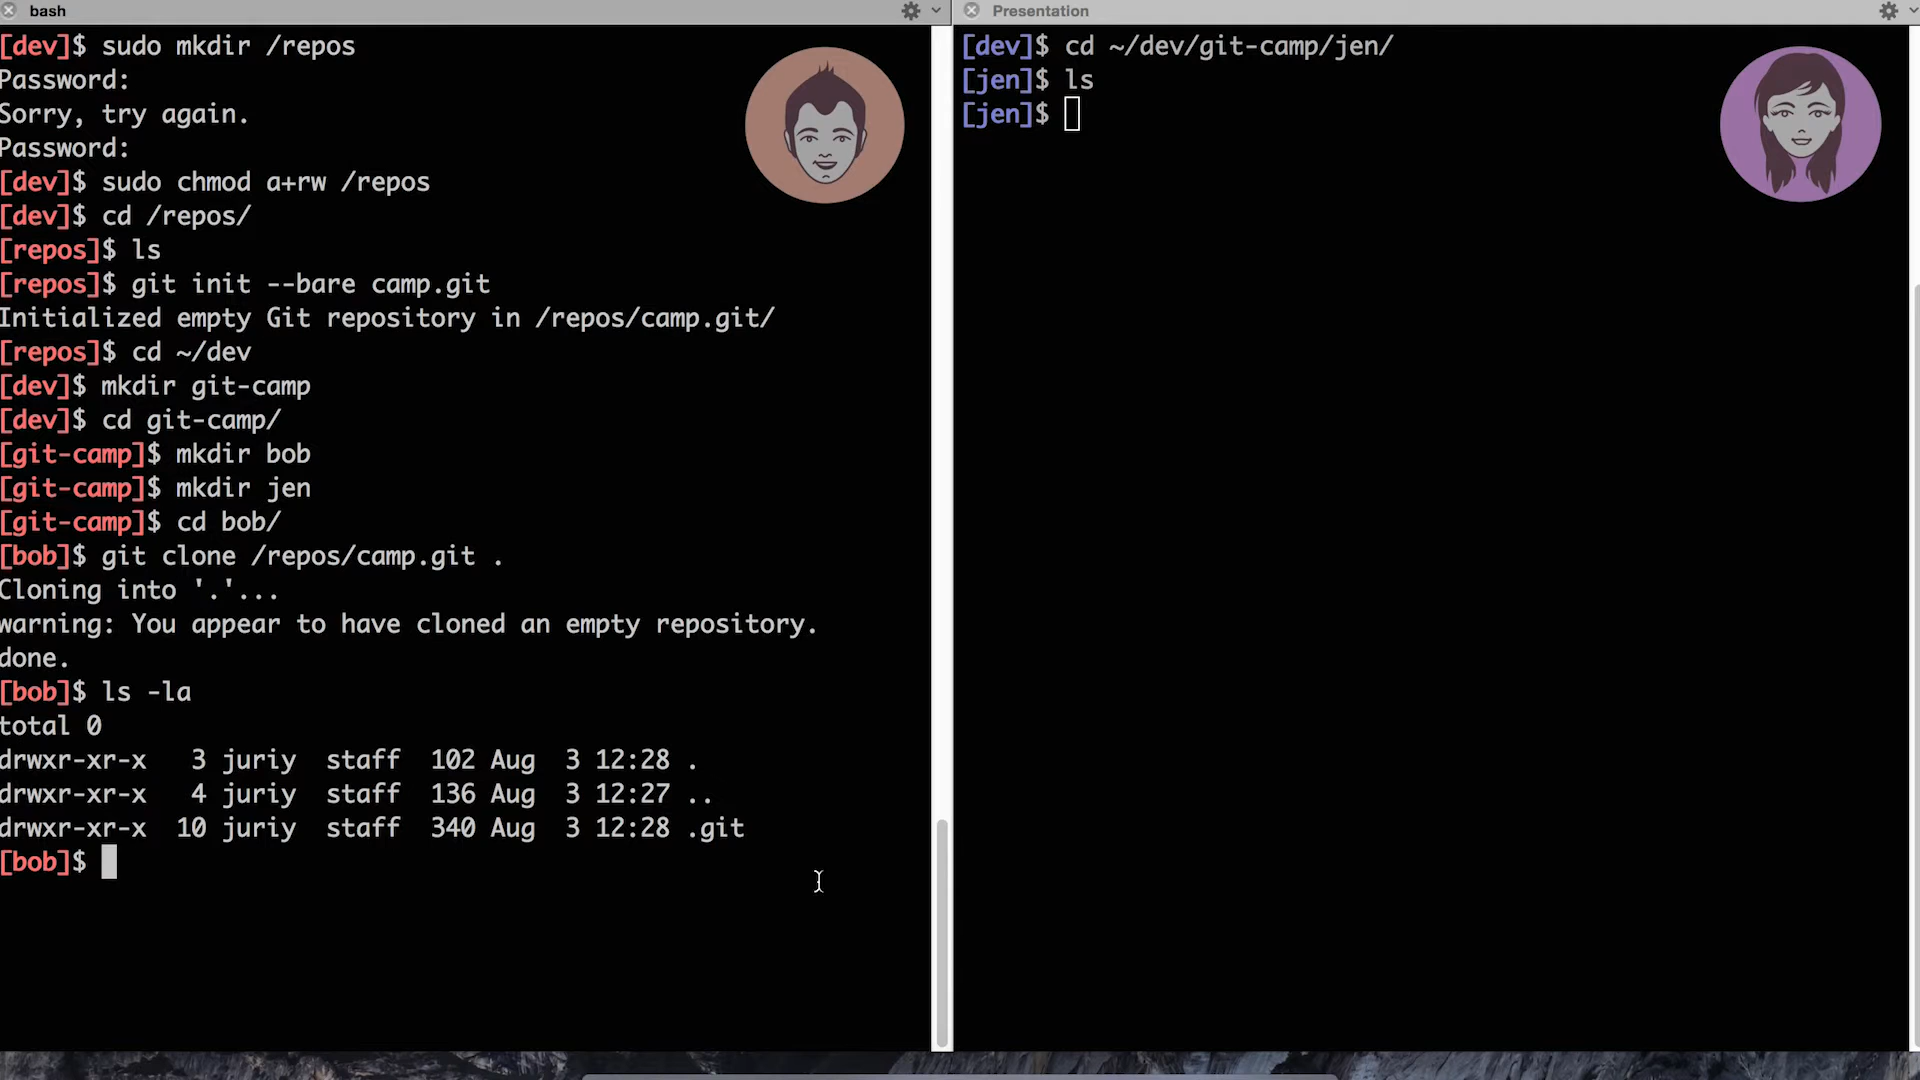 bash
[dev]$ sudo mkdir /repos
Password:
Sorry, try again.
Password:
[dev]$ sudo chmod a+rw /repos
[dev]$ cd /repos/
[repos]$ ls
[repos]$ git init --bare camp.git
Initialized empty Git repository in /repos/camp.git/
[repos]$ cd ~/dev
[dev]$ mkdir git-camp
[dev]$ cd git-camp/
[git-camp]$ mkdir bob
[git-camp]$ mkdir jen
[git-camp]$ cd bob/
[bob]$ git clone /repos/camp.git .
Cloning into '.'...
warning: You appear to have cloned an empty repository.
done.
[bob]$ ls -la
total 0
drwxr-xr-x   3 juriy  staff  102 Aug  3 12:28 .
drwxr-xr-x   4 juriy  staff  136 Aug  3 12:27 ..
drwxr-xr-x  10 juriy  staff  340 Aug  3 12:28 .git
[bob]$
Presentation
[dev]$ cd ~/dev/git-camp/jen/
[jen]$ ls
[jen]$